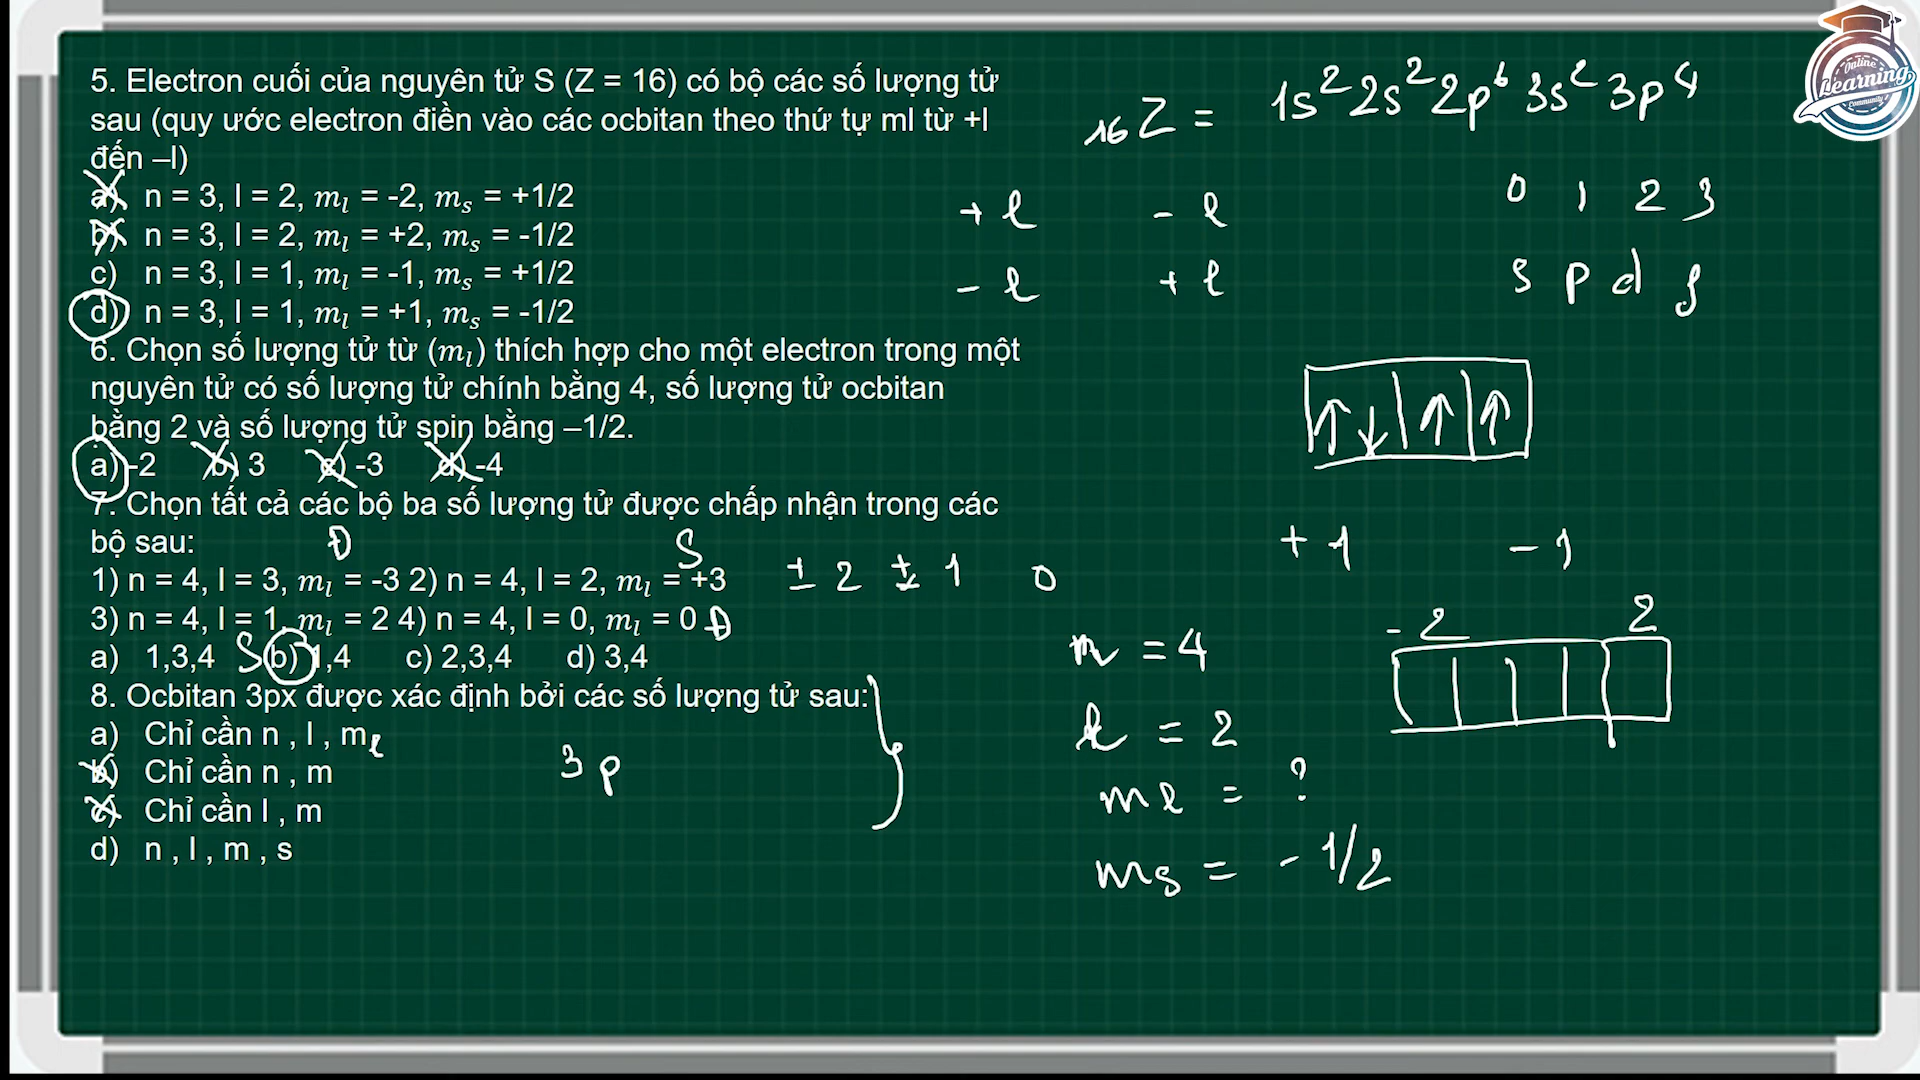 5. Electron cuối của nguyên tử S (Z = 16) có bộ các số lượng tử
sau (quy ước electron điền vào các ocbitan theo thứ tự ml từ +l
đến –l)
a) n = 3, l = 2, mₗ = -2, mₛ = +1/2
b) n = 3, l = 2, mₗ = +2, mₛ = -1/2
c) n = 3, l = 1, mₗ = -1, mₛ = +1/2
d) n = 3, l = 1, mₗ = +1, mₛ = -1/2
6. Chọn số lượng tử từ (mₗ) thích hợp cho một electron trong một
nguyên tử có số lượng tử chính bằng 4, số lượng tử ocbitan
bằng 2 và số lượng tử spin bằng –1/2.
a) -2 b) 3 c) -3 d) -4
7. Chọn tất cả các bộ ba số lượng tử được chấp nhận trong các
bộ sau:
Đ S
1) n = 4, l = 3, mₗ = -3 2) n = 4, l = 2, mₗ = +3
3) n = 4, l = 1, mₗ = 2 4) n = 4, l = 0, mₗ = 0 Đ
a) 1,3,4 S b) 1,4 c) 2,3,4 d) 3,4
8. Ocbitan 3px được xác định bởi các số lượng tử sau:
a) Chỉ cần n , l , m ℓ
b) Chỉ cần n , m
c) Chỉ cần l , m
d) n , l , m , s
3 p
₁₆Z = 1s² 2s² 2p⁶ 3s² 3p⁴
+ ℓ - ℓ
- ℓ + ℓ
0 1 2 3
s p d f
↑↓ ↑ ↑
+ 1 - 1
± 2 ± 1 0
- 2 2
n = 4
ℓ = 2
mℓ = ?
ms = - 1/2
Online
Learning
Community